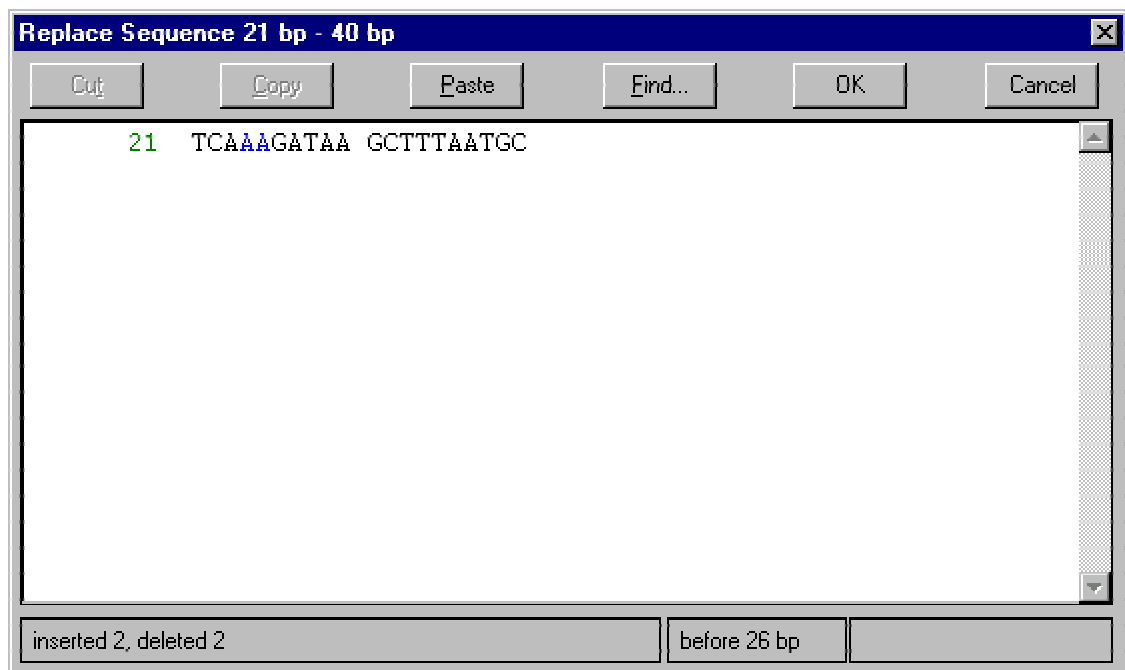 Replace Sequence 21 bp - 40 bp
Cut Copy Paste Find... OK Cancel
21 TCAAAGATAA GCTTTAATGC
inserted 2, deleted 2 before 26 bp